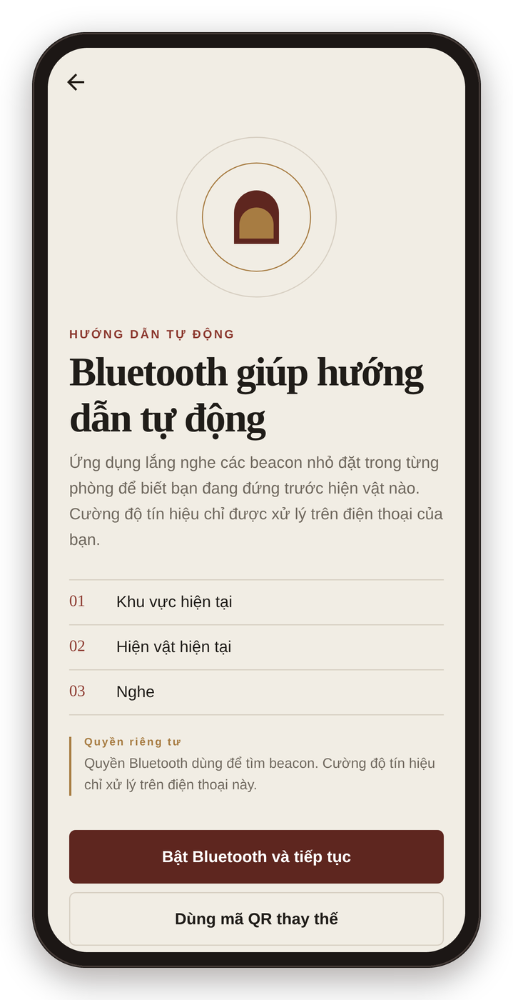 HƯỚNG DẪN TỰ ĐỘNG
Bluetooth giúp hướng
dẫn tự động
Ứng dụng lắng nghe các beacon nhỏ đặt trong từng
phòng để biết bạn đang đứng trước hiện vật nào.
Cường độ tín hiệu chỉ được xử lý trên điện thoại của
bạn.
01 Khu vực hiện tại
02 Hiện vật hiện tại
03 Nghe
Quyền riêng tư
Quyền Bluetooth dùng để tìm beacon. Cường độ tín hiệu
chỉ xử lý trên điện thoại này.
Bật Bluetooth và tiếp tục
Dùng mã QR thay thế